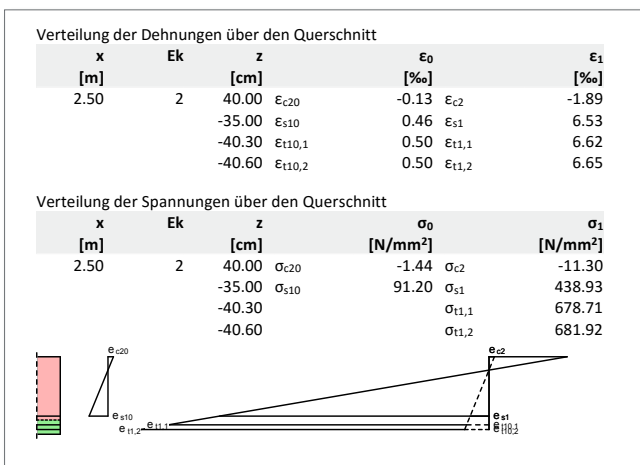 Verteilung der Dehnungen über den Querschnitt
x Ek z ε₀ ε₁
[m] [cm] [‰] [‰]
2.50 2 40.00 εc20 -0.13 εc2 -1.89
-35.00 εs10 0.46 εs1 6.53
-40.30 εt10,1 0.50 εt1,1 6.62
-40.60 εt10,2 0.50 εt1,2 6.65
Verteilung der Spannungen über den Querschnitt
x Ek z σ₀ σ₁
[m] [cm] [N/mm²] [N/mm²]
2.50 2 40.00 σc20 -1.44 σc2 -11.30
-35.00 σs10 91.20 σs1 438.93
-40.30 σt1,1 678.71
-40.60 σt1,2 681.92
e c20 e c2
e s10 e s1
e t1,1 e t10,1
e t1,2 e t10,2